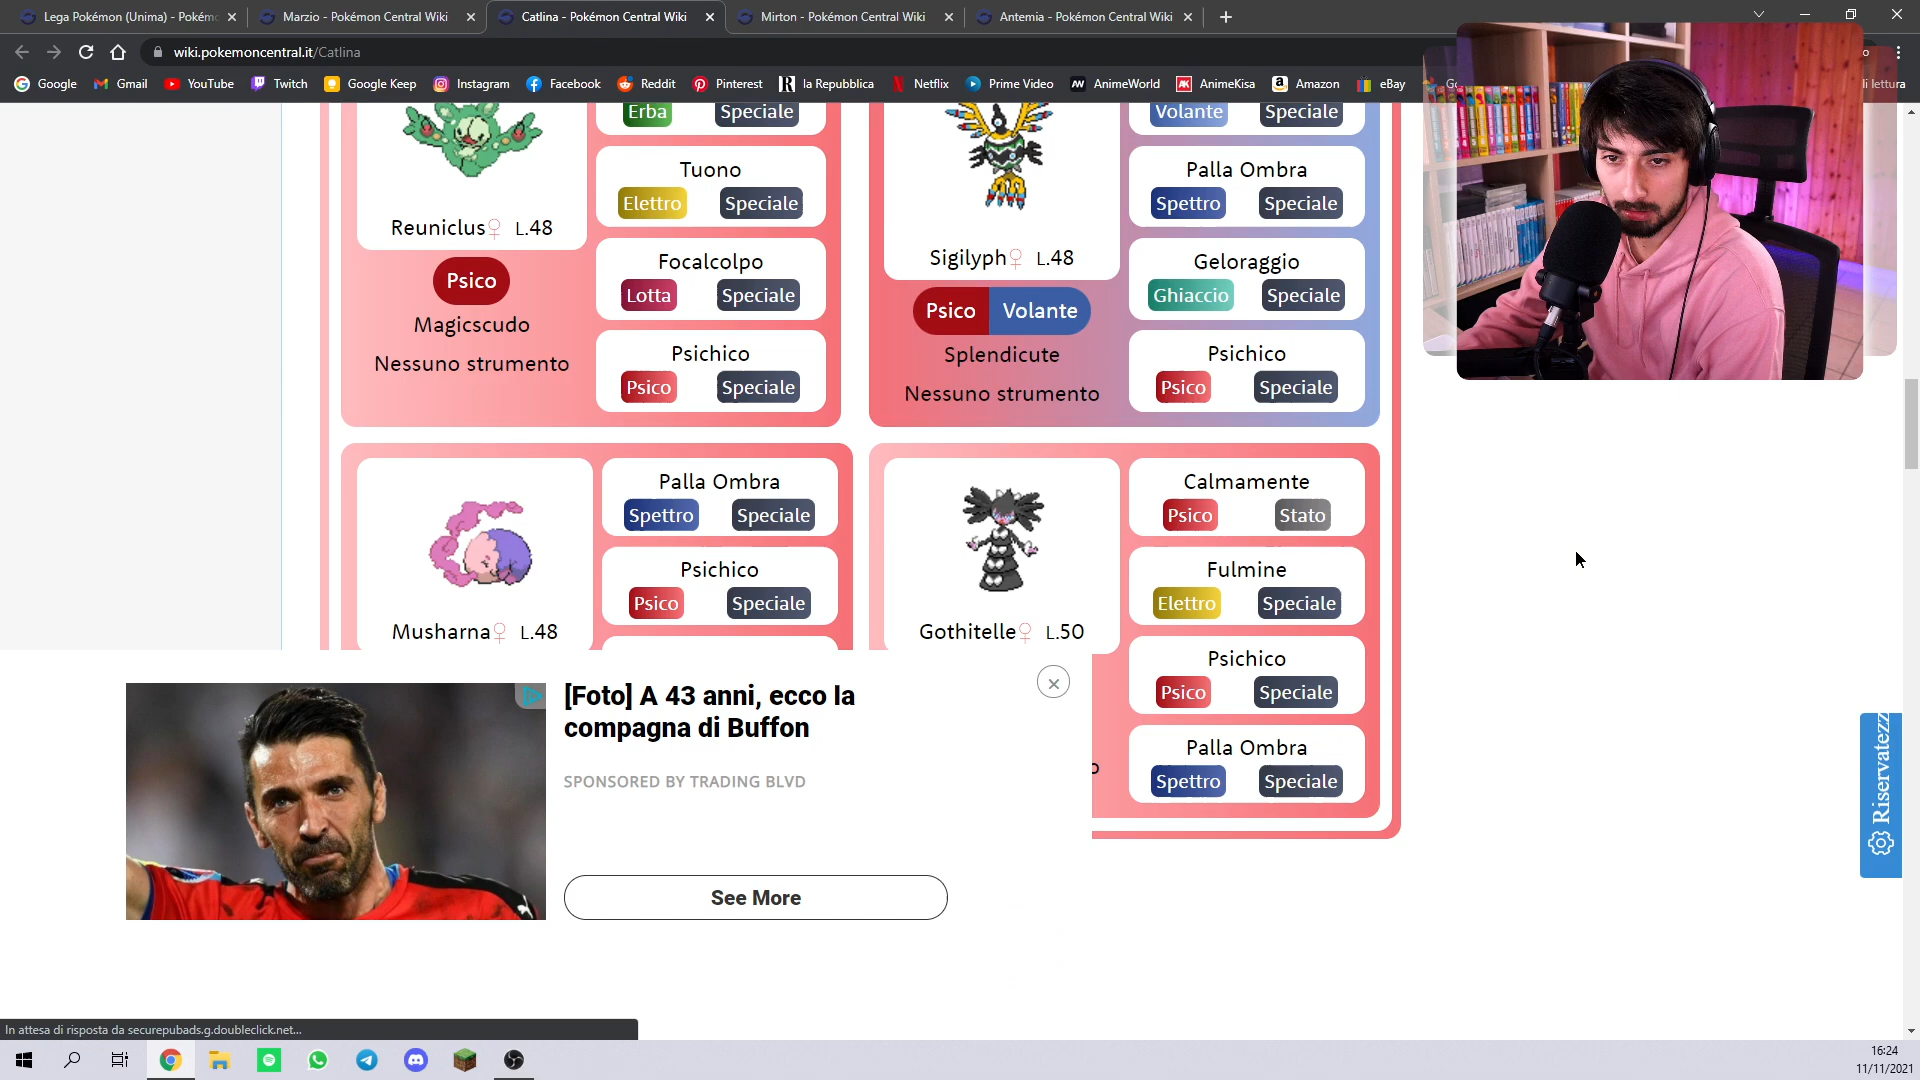 Lega Pokémon (Unima) - Pokém
Marzio - Pokémon Central Wiki
Catlina - Pokémon Central Wiki
Mirton - Pokémon Central Wiki
Antemia - Pokémon Central Wiki
wiki.pokemoncentral.it/Catlina
Google
Gmail
YouTube
Twitch
Google Keep
Instagram
Facebook
Reddit
Pinterest
la Repubblica
Netflix
Prime Video
AnimeWorld
AnimeKisa
Amazon
eBay
li lettura
Erba Speciale
Tuono
Elettro Speciale
Focalcolpo
Lotta Speciale
Psichico
Psico Speciale
Reuniclus♀ L.48
Psico
Magicscudo
Nessuno strumento
Volante Speciale
Palla Ombra
Spettro Speciale
Geloraggio
Ghiaccio Speciale
Psichico
Psico Speciale
Sigilyph♀ L.48
Psico Volante
Splendicute
Nessuno strumento
Palla Ombra
Spettro Speciale
Psichico
Psico Speciale
Musharna♀ L.48
Calmamente
Psico Stato
Fulmine
Elettro Speciale
Psichico
Psico Speciale
Palla Ombra
Spettro Speciale
Gothitelle♀ L.50
o
[Foto] A 43 anni, ecco la
compagna di Buffon
SPONSORED BY TRADING BLVD
See More
Riservatezz
In attesa di risposta da securepubads.g.doubleclick.net...
16:24
11/11/2021